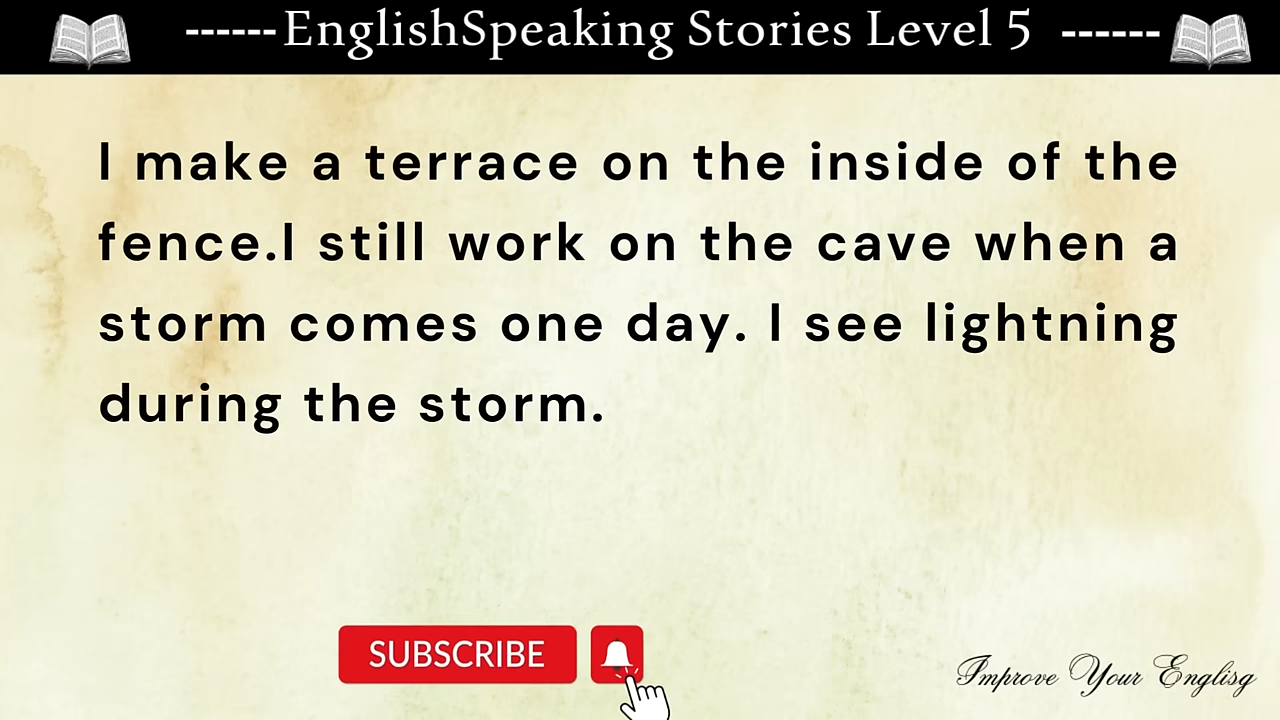 ------EnglishSpeaking Stories Level 5 ------
I make a terrace on the inside of the
fence.I still work on the cave when a
storm comes one day. I see lightning
during the storm.
SUBSCRIBE
Improve Your Englisg